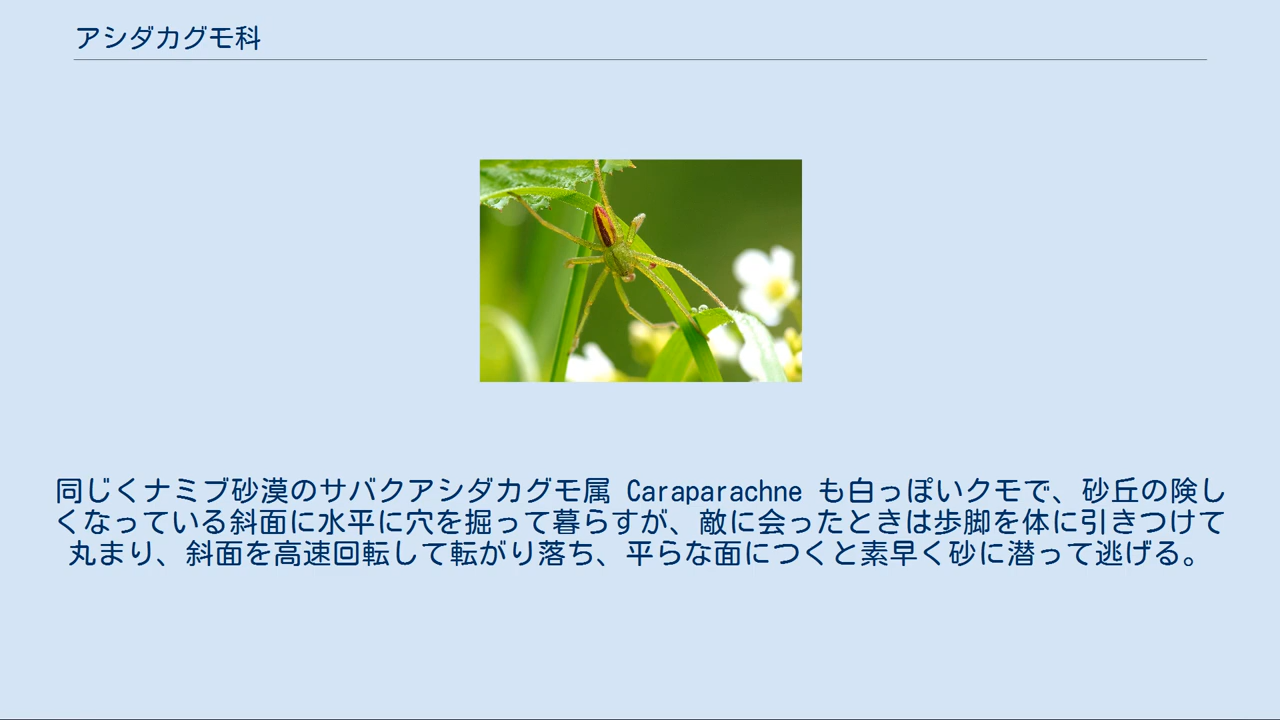 アシダカグモ科
同じくナミブ砂漠のサバクアシダカグモ属 Caraparachne も白っぽいクモで、砂丘の険し
くなっている斜面に水平に穴を掘って暮らすが、敵に会ったときは歩脚を体に引きつけて
丸まり、斜面を高速回転して転がり落ち、平らな面につくと素早く砂に潜って逃げる。